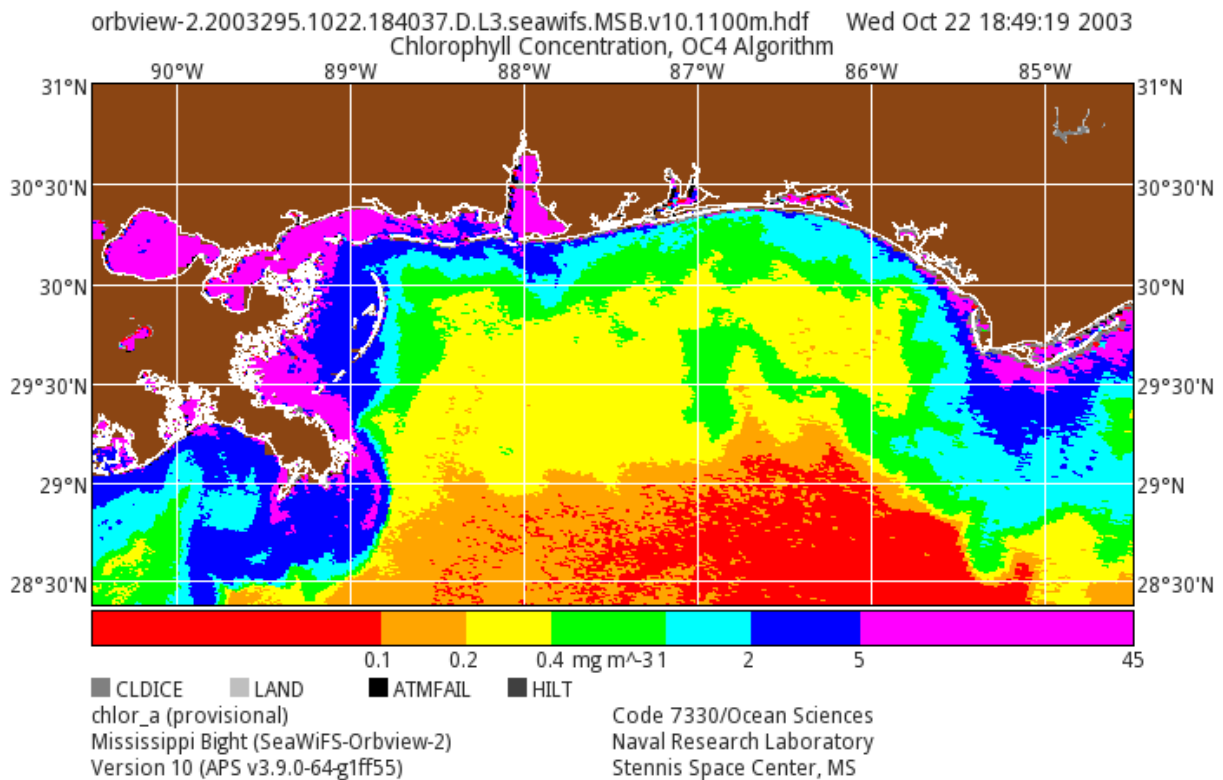 orbview-2.2003295.1022.184037.D.L3.seawifs.MSB.v10.1100m.hdf Wed Oct 22 18:49:19 2003
Chlorophyll Concentration, OC4 Algorithm
90°W 89°W 88°W 87°W 86°W 85°W
31°N 31°N
30°30'N 30°30'N
30°N 30°N
29°30'N 29°30'N
29°N 29°N
28°30'N 28°30'N
0.1 0.2 0.4 mg m^-3 1 2 5 45
CLDICE LAND ATMFAIL HILT
chlor_a (provisional) Code 7330/Ocean Sciences
Mississippi Bight (SeaWiFS-Orbview-2) Naval Research Laboratory
Version 10 (APS v3.9.0-64-g1ff55) Stennis Space Center, MS